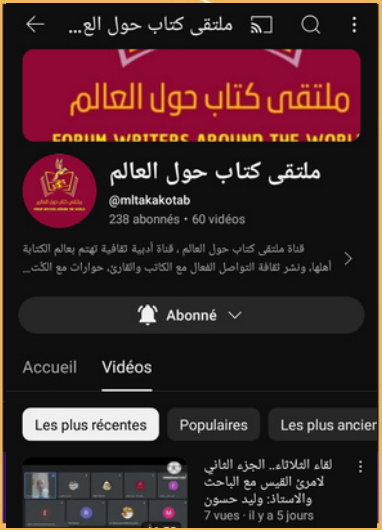 ملتقى كتاب حول الع...
ملتقى كتاب حول العالم
FORUM WRITERS AROUND THE WORL
ملتقى كتاب حول العالم
@mltakakotab
238 abonnés • 60 vidéos
قناة ملتقى كتاب حول العالم ، قناة أدبية ثقافية تهتم بعالم الكتابة
أهلها، ونشر ثقافة التواصل الفعال مع الكاتب والقارئ، حوارات مع الكُت...
Abonné
Accueil
Vidéos
Les plus récentes
Populaires
Les plus ancien
لقاء الثلاثاء.. الجزء الثاني
لامرئ القيس مع الباحث
والاستاذ: وليد حسون
7 vues · il y a 5 jours